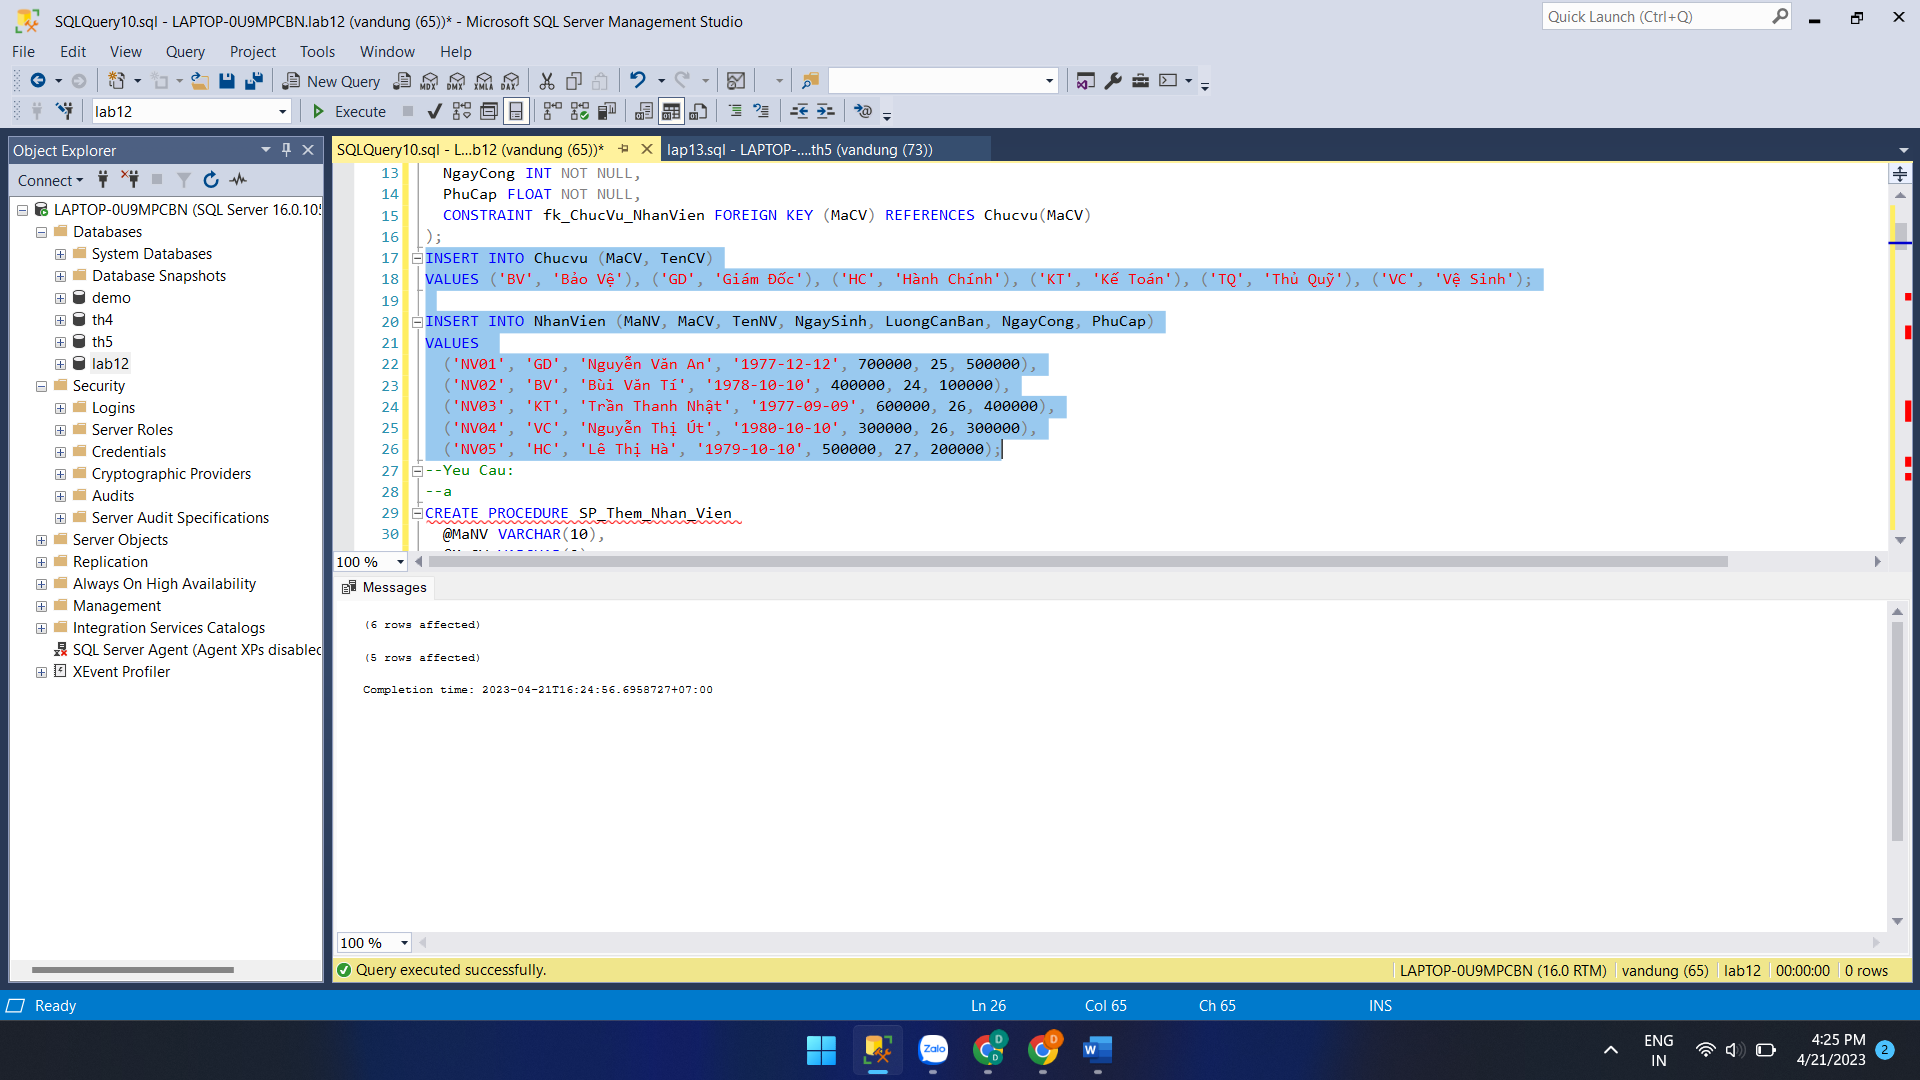 SQLQuery10.sql - LAPTOP-0U9MPCBN.lab12 (vandung (65))* - Microsoft SQL Server Management Studio
Quick Launch (Ctrl+Q)
File Edit View Query Project Tools Window Help
New Query
MDX DMX XMLA DAX
lab12
Execute
Object Explorer
SQLQuery10.sql - L...b12 (vandung (65))*
lap13.sql - LAPTOP-....th5 (vandung (73))
Connect
LAPTOP-0U9MPCBN (SQL Server 16.0.105
Databases
System Databases
Database Snapshots
demo
th4
th5
lab12
Security
Logins
Server Roles
Credentials
Cryptographic Providers
Audits
Server Audit Specifications
Server Objects
Replication
Always On High Availability
Management
Integration Services Catalogs
SQL Server Agent (Agent XPs disabled
XEvent Profiler
13 NgayCong INT NOT NULL,
14 PhuCap FLOAT NOT NULL,
15 CONSTRAINT fk_ChucVu_NhanVien FOREIGN KEY (MaCV) REFERENCES Chucvu(MaCV)
16 );
17 INSERT INTO Chucvu (MaCV, TenCV)
18 VALUES ('BV', 'Bảo Vệ'), ('GD', 'Giám Đốc'), ('HC', 'Hành Chính'), ('KT', 'Kế Toán'), ('TQ', 'Thủ Quỹ'), ('VC', 'Vệ Sinh');
19
20 INSERT INTO NhanVien (MaNV, MaCV, TenNV, NgaySinh, LuongCanBan, NgayCong, PhuCap)
21 VALUES
22 ('NV01', 'GD', 'Nguyễn Văn An', '1977-12-12', 700000, 25, 500000),
23 ('NV02', 'BV', 'Bùi Văn Tí', '1978-10-10', 400000, 24, 100000),
24 ('NV03', 'KT', 'Trần Thanh Nhật', '1977-09-09', 600000, 26, 400000),
25 ('NV04', 'VC', 'Nguyễn Thị Út', '1980-10-10', 300000, 26, 300000),
26 ('NV05', 'HC', 'Lê Thị Hà', '1979-10-10', 500000, 27, 200000);
27 --Yeu Cau:
28 --a
29 CREATE PROCEDURE SP_Them_Nhan_Vien
30 @MaNV VARCHAR(10),
100 %
Messages
(6 rows affected)
(5 rows affected)
Completion time: 2023-04-21T16:24:56.6958727+07:00
100 %
Query executed successfully.
LAPTOP-0U9MPCBN (16.0 RTM) vandung (65) lab12 00:00:00 0 rows
Ready Ln 26 Col 65 Ch 65 INS
Zalo
D
D
D
W
ENG
IN
4:25 PM
4/21/2023
2